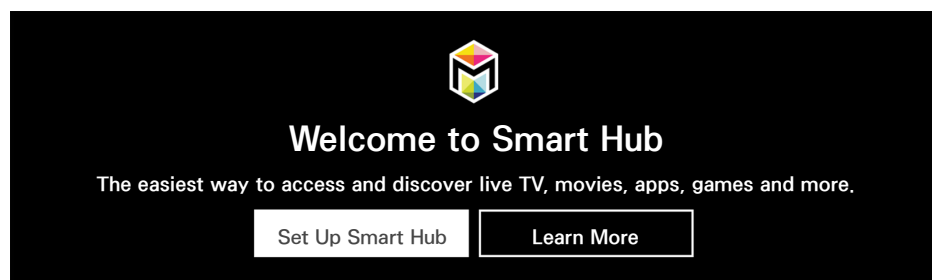 Welcome to Smart Hub
The easiest way to access and discover live TV, movies, apps, games and more.
Set Up Smart Hub
Learn More